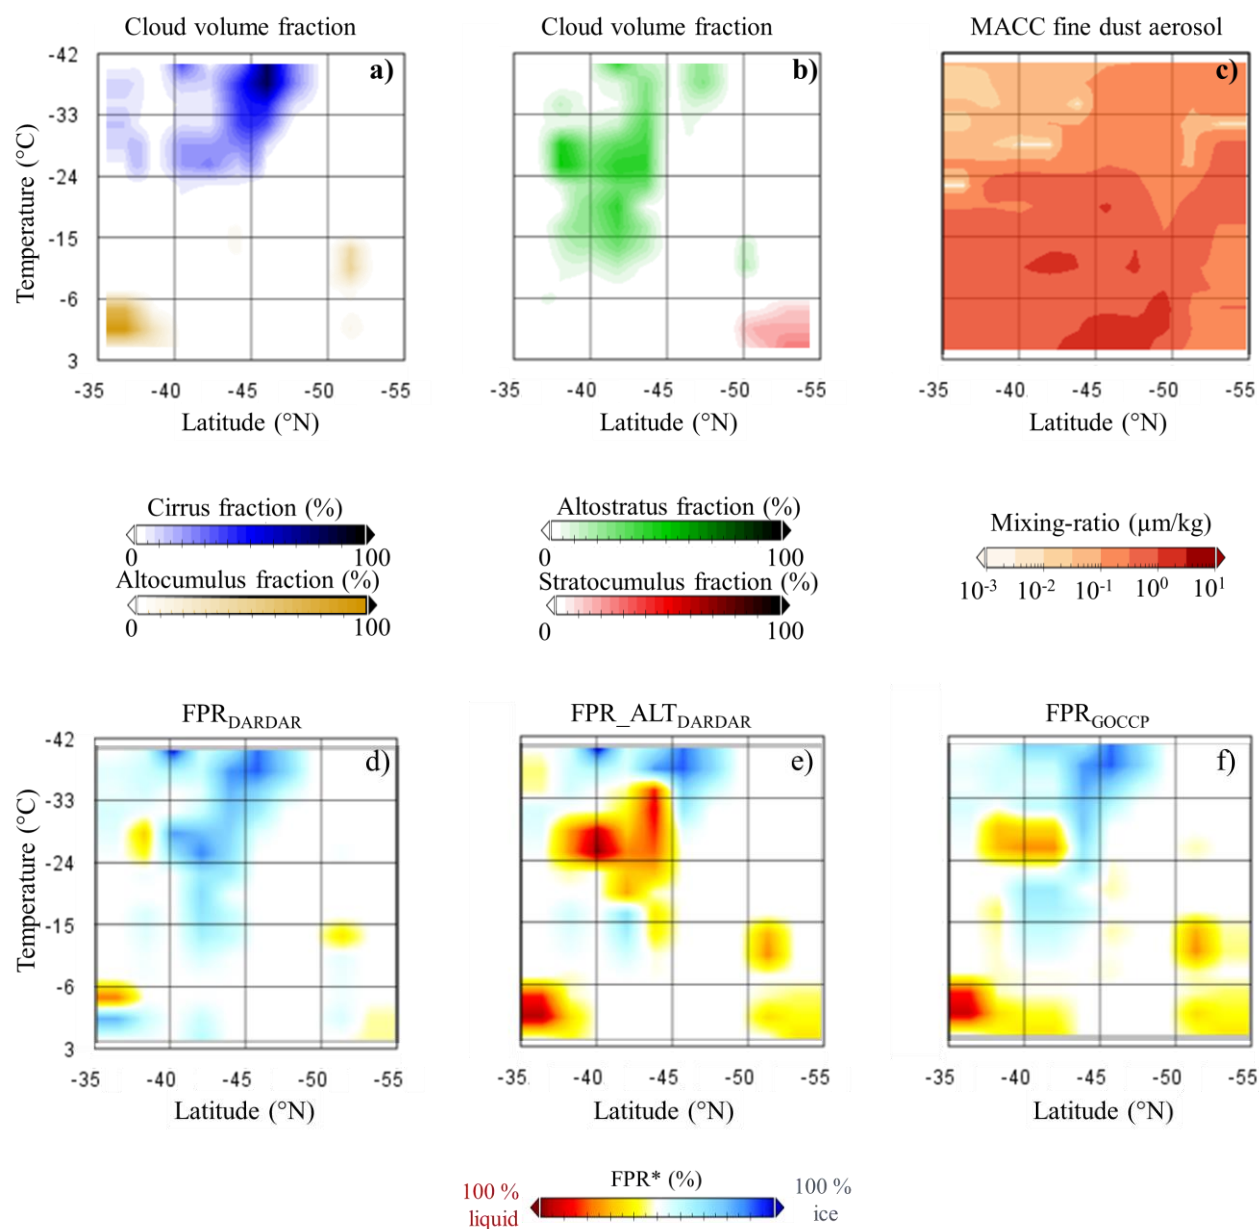 Cloud volume fraction
Cloud volume fraction
MACC fine dust aerosol
a)
b)
c)
Temperature (°C)
-42
-33
-24
-15
-6
3
-35 -40 -45 -50 -55
-35 -40 -45 -50 -55
-35 -40 -45 -50 -55
Latitude (°N)
Latitude (°N)
Latitude (°N)
Cirrus fraction (%)
0 100
Altocumulus fraction (%)
0 100
Altostratus fraction (%)
0 100
Stratocumulus fraction (%)
0 100
Mixing-ratio (µm/kg)
10⁻³ 10⁻² 10⁻¹ 10⁰ 10¹
FPR_DARDAR
FPR_ALT_DARDAR
FPR_GOCCP
d)
e)
f)
Temperature (°C)
-42
-33
-24
-15
-6
3
-35 -40 -45 -50 -55
-35 -40 -45 -50 -55
-35 -40 -45 -50 -55
Latitude (°N)
Latitude (°N)
Latitude (°N)
FPR* (%)
100 %
liquid
100 %
ice